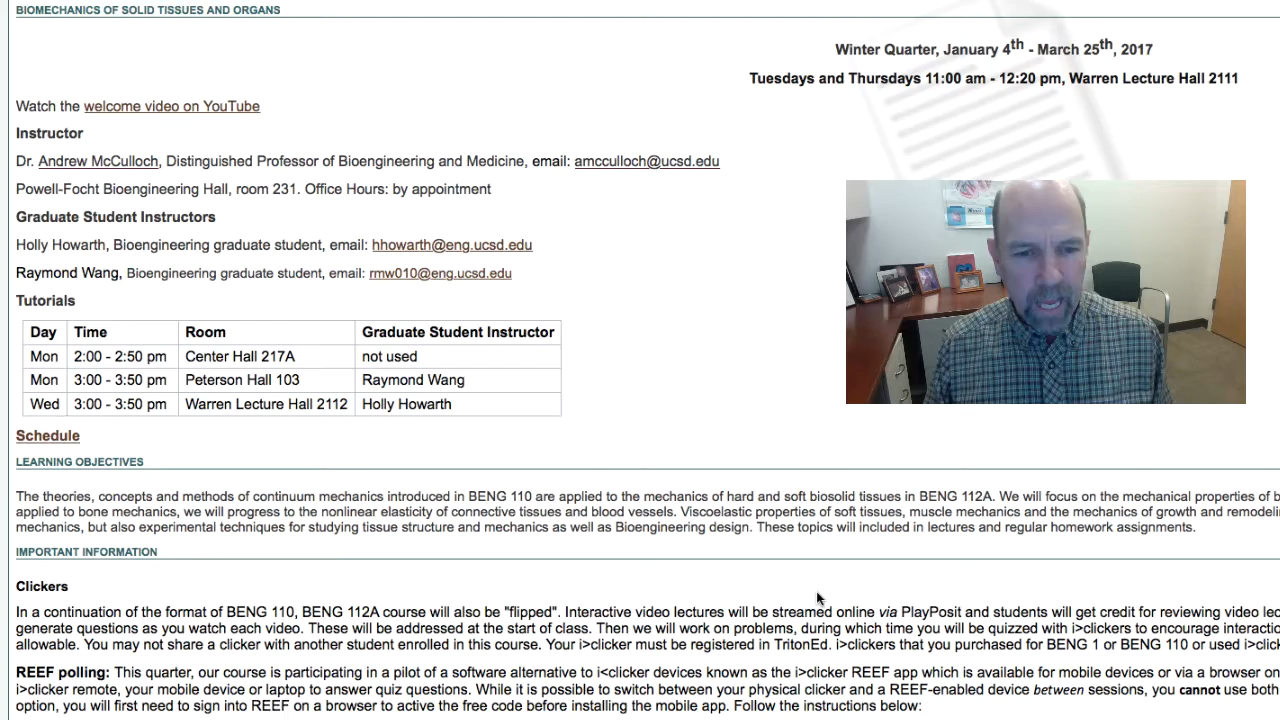 BIOMECHANICS OF SOLID TISSUES AND ORGANS
Winter Quarter, January 4th - March 25th, 2017
Tuesdays and Thursdays 11:00 am - 12:20 pm, Warren Lecture Hall 2111
Watch the welcome video on YouTube
Instructor
Dr. Andrew McCulloch, Distinguished Professor of Bioengineering and Medicine, email: amcculloch@ucsd.edu
Powell-Focht Bioengineering Hall, room 231. Office Hours: by appointment
Graduate Student Instructors
Holly Howarth, Bioengineering graduate student, email: hhowarth@eng.ucsd.edu
Raymond Wang, Bioengineering graduate student, email: rmw010@eng.ucsd.edu
Tutorials
Day Time Room Graduate Student Instructor
Mon 2:00 - 2:50 pm Center Hall 217A not used
Mon 3:00 - 3:50 pm Peterson Hall 103 Raymond Wang
Wed 3:00 - 3:50 pm Warren Lecture Hall 2112 Holly Howarth
Schedule
LEARNING OBJECTIVES
The theories, concepts and methods of continuum mechanics introduced in BENG 110 are applied to the mechanics of hard and soft biosolid tissues in BENG 112A. We will focus on the mechanical properties of b
applied to bone mechanics, we will progress to the nonlinear elasticity of connective tissues and blood vessels. Viscoelastic properties of soft tissues, muscle mechanics and the mechanics of growth and remodeli
mechanics, but also experimental techniques for studying tissue structure and mechanics as well as Bioengineering design. These topics will included in lectures and regular homework assignments.
IMPORTANT INFORMATION
Clickers
In a continuation of the format of BENG 110, BENG 112A course will also be "flipped". Interactive video lectures will be streamed online via PlayPosit and students will get credit for reviewing video lec
generate questions as you watch each video. These will be addressed at the start of class. Then we will work on problems, during which time you will be quizzed with i>clickers to encourage interactio
allowable. You may not share a clicker with another student enrolled in this course. Your i>clicker must be registered in TritonEd. i>clickers that you purchased for BENG 1 or BENG 110 or used i>click
REEF polling: This quarter, our course is participating in a pilot of a software alternative to i<clicker devices known as the i>clicker REEF app which is available for mobile devices or via a browser on
i>clicker remote, your mobile device or laptop to answer quiz questions. While it is possible to switch between your physical clicker and a REEF-enabled device between sessions, you cannot use both
option, you will first need to sign into REEF on a browser to active the free code before installing the mobile app. Follow the instructions below: